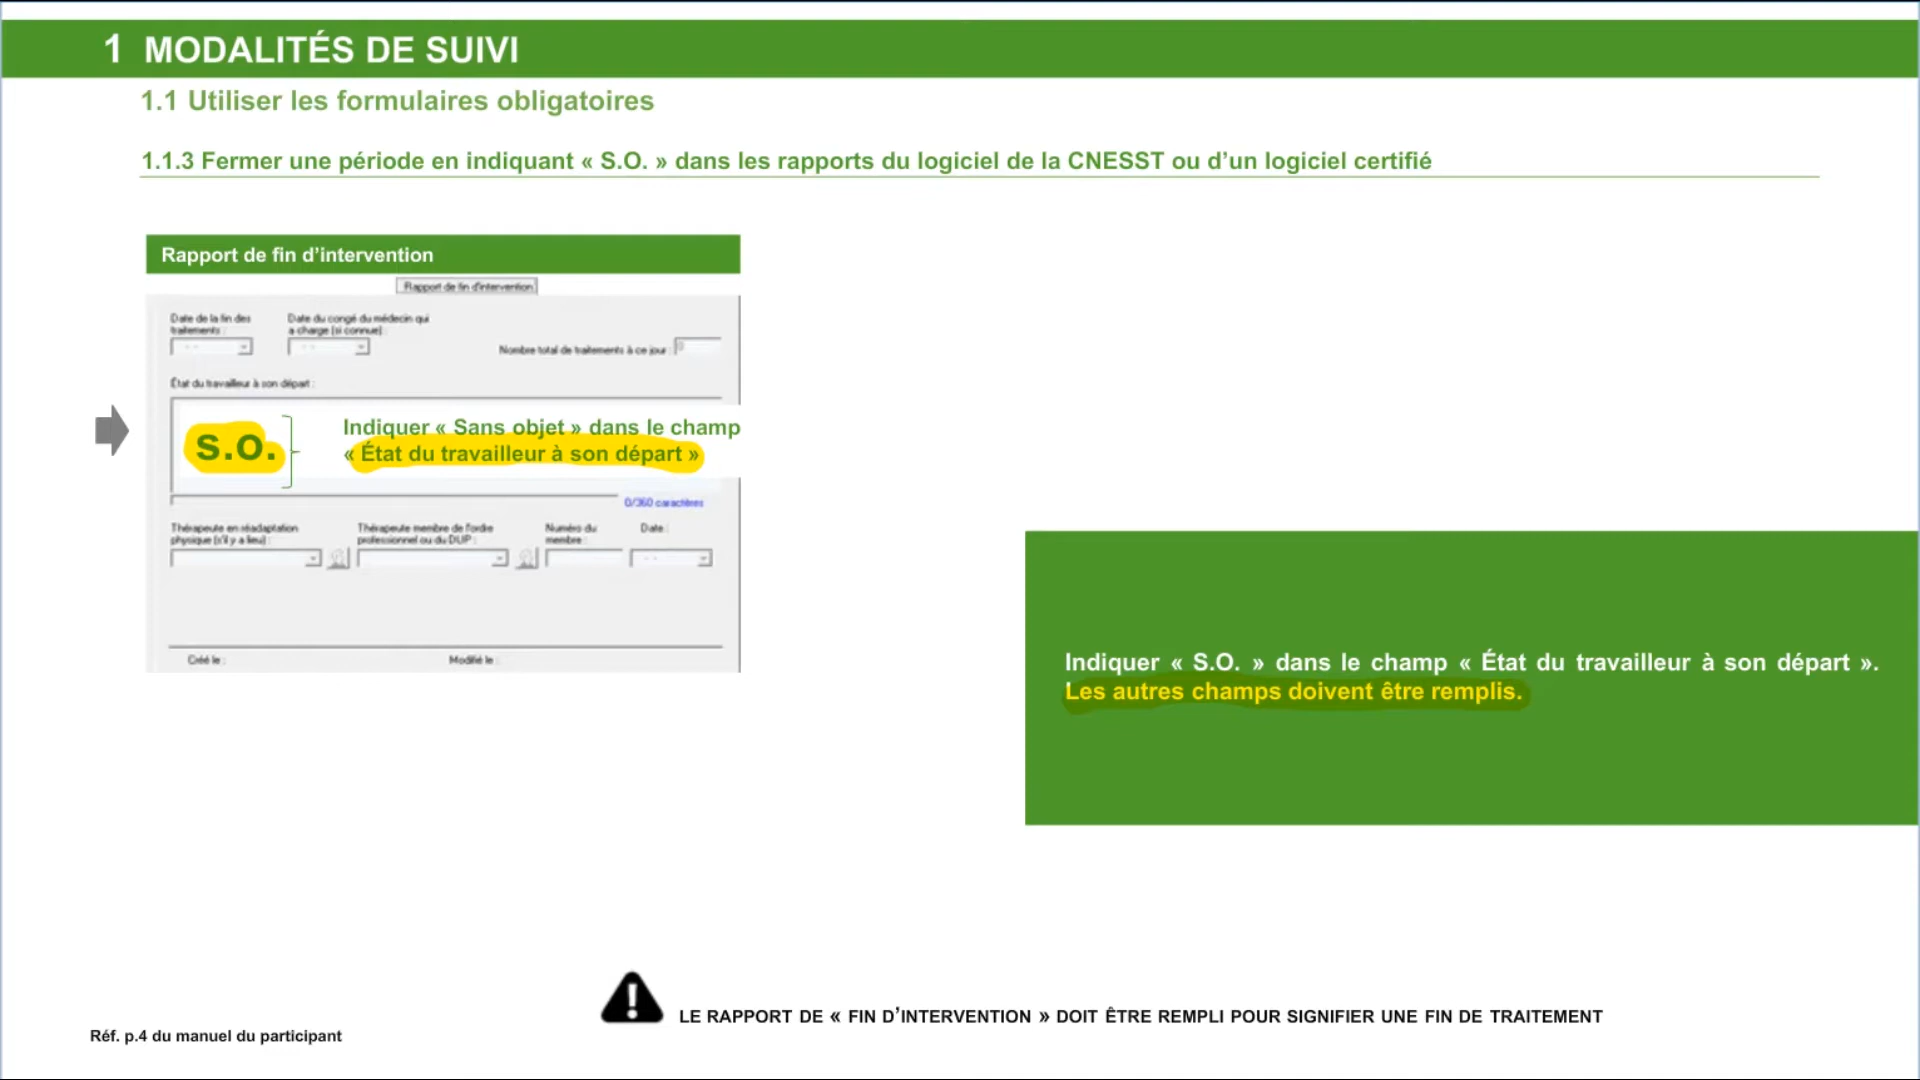 1 MODALITÉS DE SUIVI
1.1 Utiliser les formulaires obligatoires
1.1.3 Fermer une période en indiquant « S.O. » dans les rapports du logiciel de la CNESST ou d’un logiciel certifié
Rapport de fin d’intervention
Rapport de fin d'intervention
Date de la fin des
traitements :
Date du congé du médecin qui
a charge (si connue) :
Nombre total de traitements à ce jour : 0
État du travailleur à son départ :
S.O.
Indiquer « Sans objet » dans le champ
« État du travailleur à son départ »
0/360 caractères
Thérapeute en réadaptation
physique (s'il y a lieu) :
Thérapeute membre de l'ordre
professionnel ou du DUP :
Numéro du
membre :
Date :
Créé le :
Modifié le :
Indiquer « S.O. » dans le champ « État du travailleur à son départ ».
Les autres champs doivent être remplis.
LE RAPPORT DE « FIN D’INTERVENTION » DOIT ÊTRE REMPLI POUR SIGNIFIER UNE FIN DE TRAITEMENT
Réf. p.4 du manuel du participant